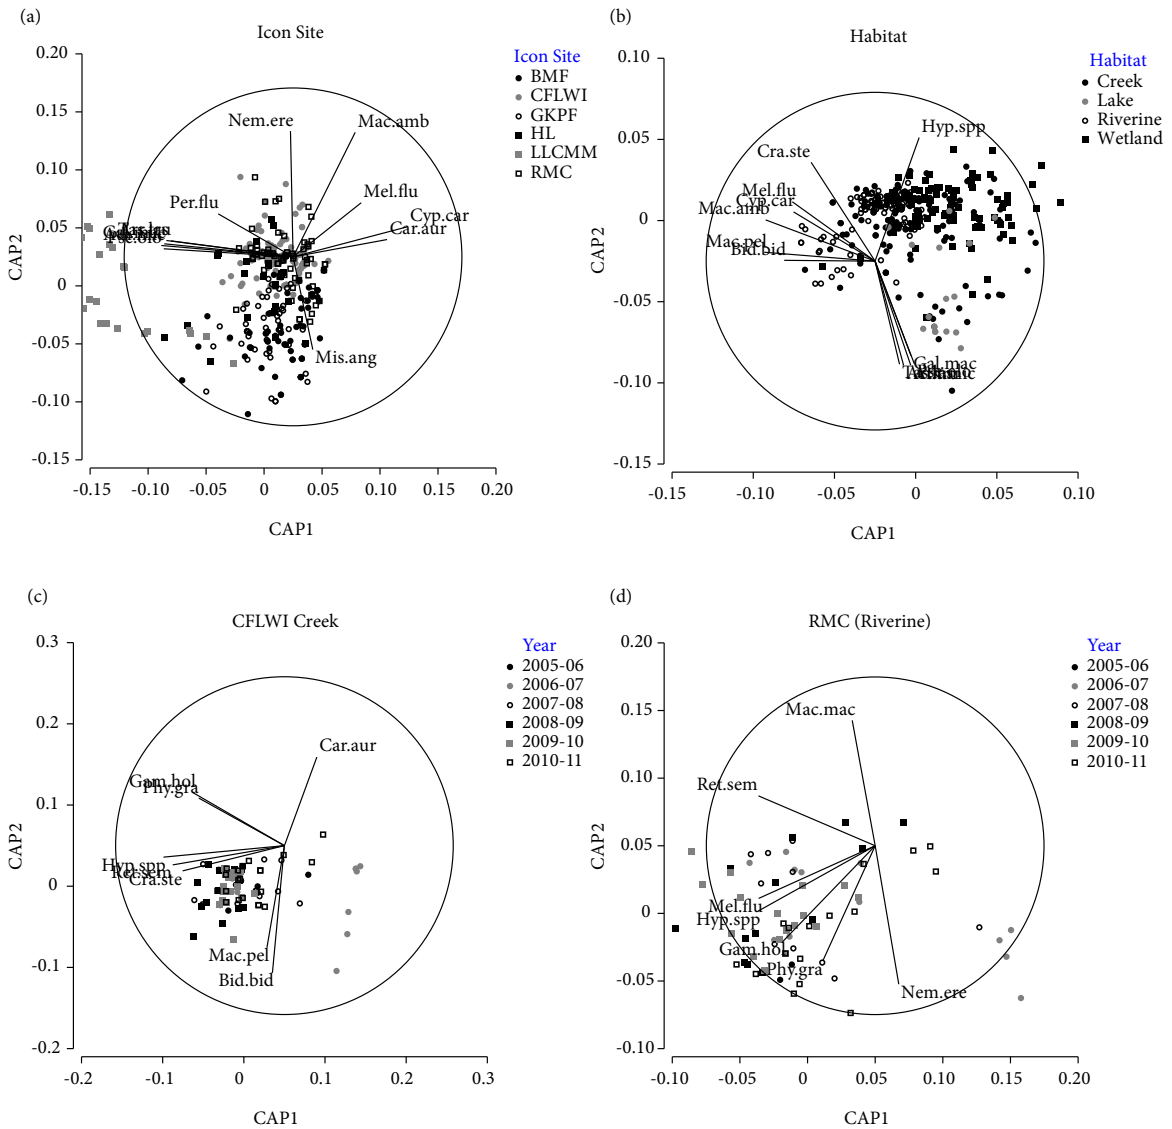 (a)
Icon Site
0.20
0.15
0.10
0.05
0
-0.05
-0.10
-0.15
CAP2
Nem.ere
Mac.amb
Per.flu
Mel.flu
Cyp.car
Car.aur
Mis.ang
-0.15 -0.10 -0.05 0 0.05 0.10 0.15 0.20
CAP1
Icon Site
BMF
CFLWI
GKPF
HL
LLCMM
RMC
(b)
Habitat
0.10
0.05
0
-0.05
-0.10
-0.15
CAP2
Hyp.spp
Cra.ste
Mel.flu
Cyp.car
Mac.amb
Mac.pel
Bid.bid
Gal.mac
-0.15 -0.10 -0.05 0 0.05 0.10
CAP1
Habitat
Creek
Lake
Riverine
Wetland
(c)
CFLWI Creek
0.3
0.2
0.1
0
-0.1
-0.2
CAP2
Car.aur
Gam.hol
Phy.gra
Hyp.spp
Ret.sem
Cra.ste
Mac.pel
Bid.bid
-0.2 -0.1 0 0.1 0.2 0.3
CAP1
Year
2005-06
2006-07
2007-08
2008-09
2009-10
2010-11
(d)
RMC (Riverine)
0.20
0.15
0.10
0.05
0
-0.05
-0.10
CAP2
Mac.mac
Ret.sem
Mel.flu
Hyp.spp
Gam.hol
Phy.gra
Nem.ere
-0.10 -0.05 0 0.05 0.10 0.15 0.20
CAP1
Year
2005-06
2006-07
2007-08
2008-09
2009-10
2010-11